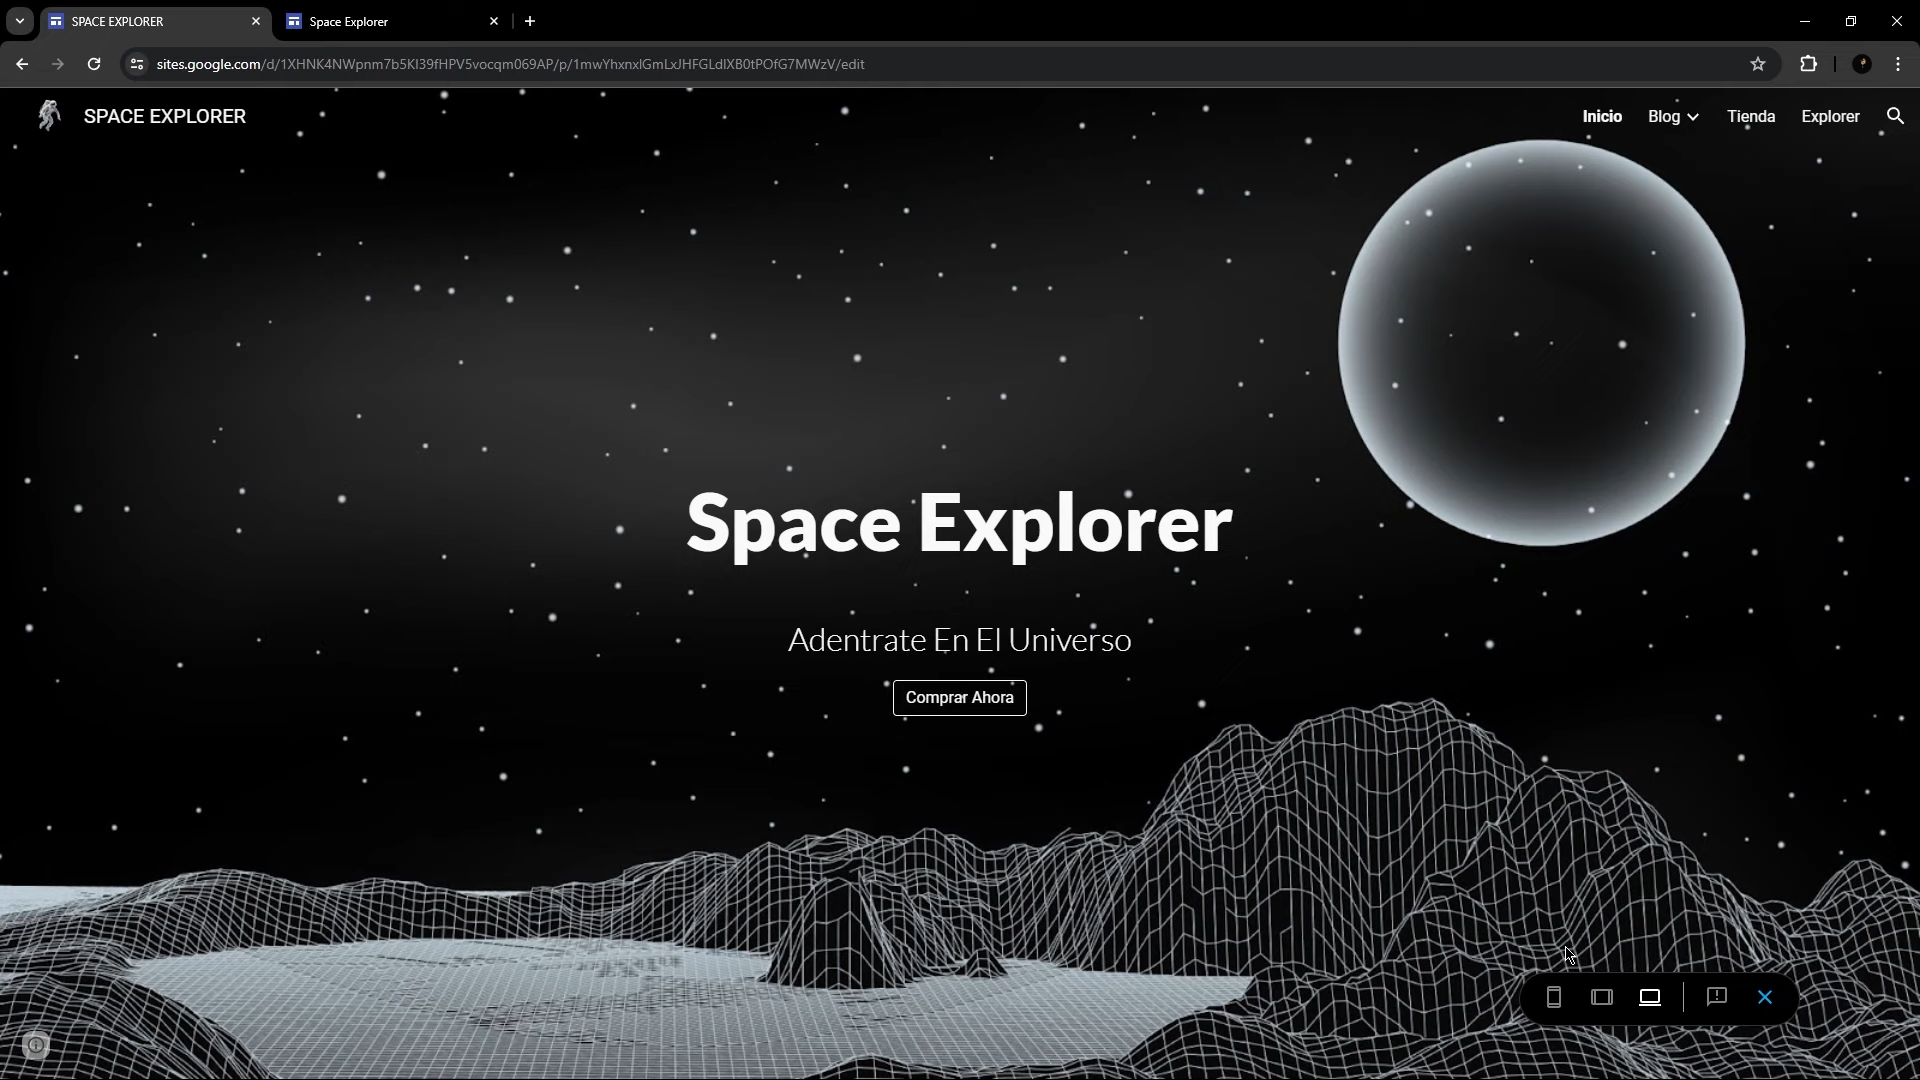 SPACE EXPLORER
Space Explorer
sites.google.com/d/1XHNK4NWpnm7b5KI39fHPV5vocqm069AP/p/1mwYhxnxlGmLxJHFGLdlXB0tPOfG7MWzV/edit
SPACE EXPLORER
Inicio Blog Tienda Explorer
Space Explorer
Adentrate En El Universo
Comprar Ahora